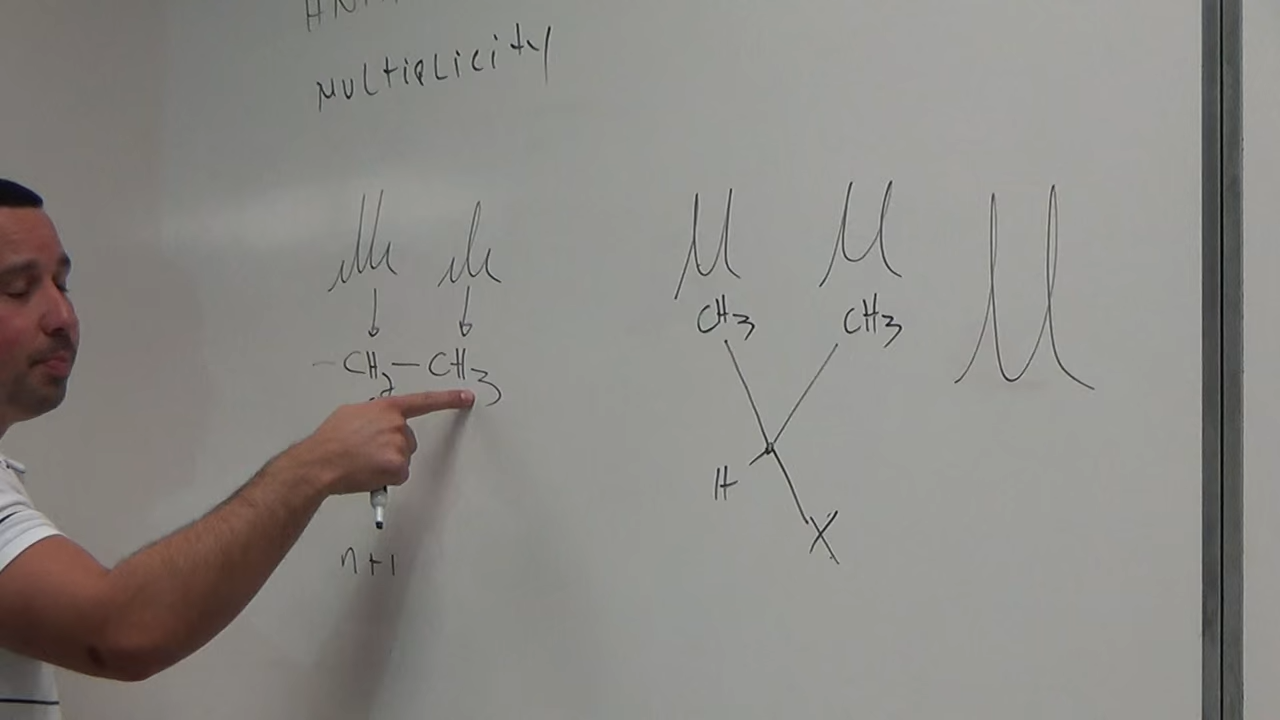 MULTIPLICITY
CH2—CH3
n+1
CH3 CH3
H
X